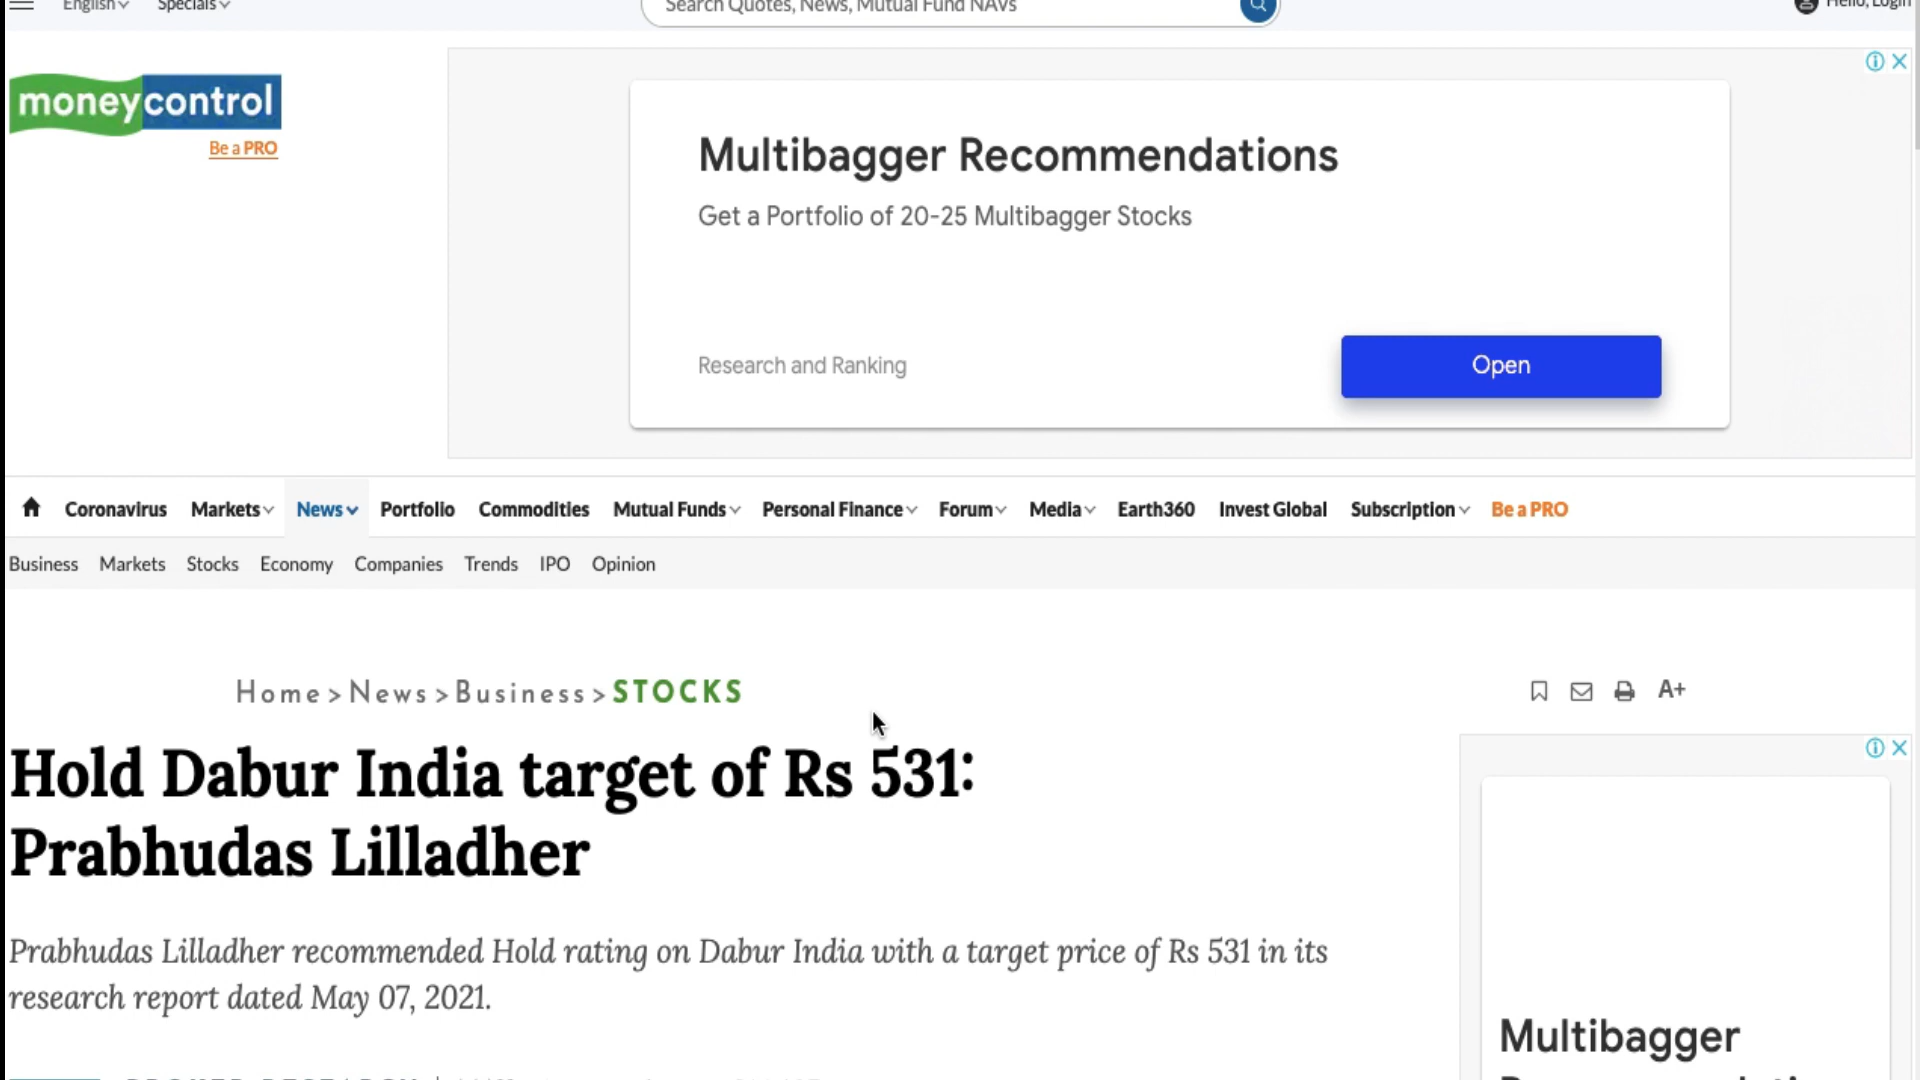 English Specials
Search Quotes, News, Mutual Fund NAVs
Hello, Login
moneycontrol
Be a PRO
Multibagger Recommendations
Get a Portfolio of 20-25 Multibagger Stocks
Research and Ranking
Open
Coronavirus Markets News Portfolio Commodities Mutual Funds Personal Finance Forum Media Earth360 Invest Global Subscription Be a PRO
Business Markets Stocks Economy Companies Trends IPO Opinion
Home > News > Business > STOCKS
A+
Hold Dabur India target of Rs 531:
Prabhudas Lilladher
Prabhudas Lilladher recommended Hold rating on Dabur India with a target price of Rs 531 in its
research report dated May 07, 2021.
Multibagger